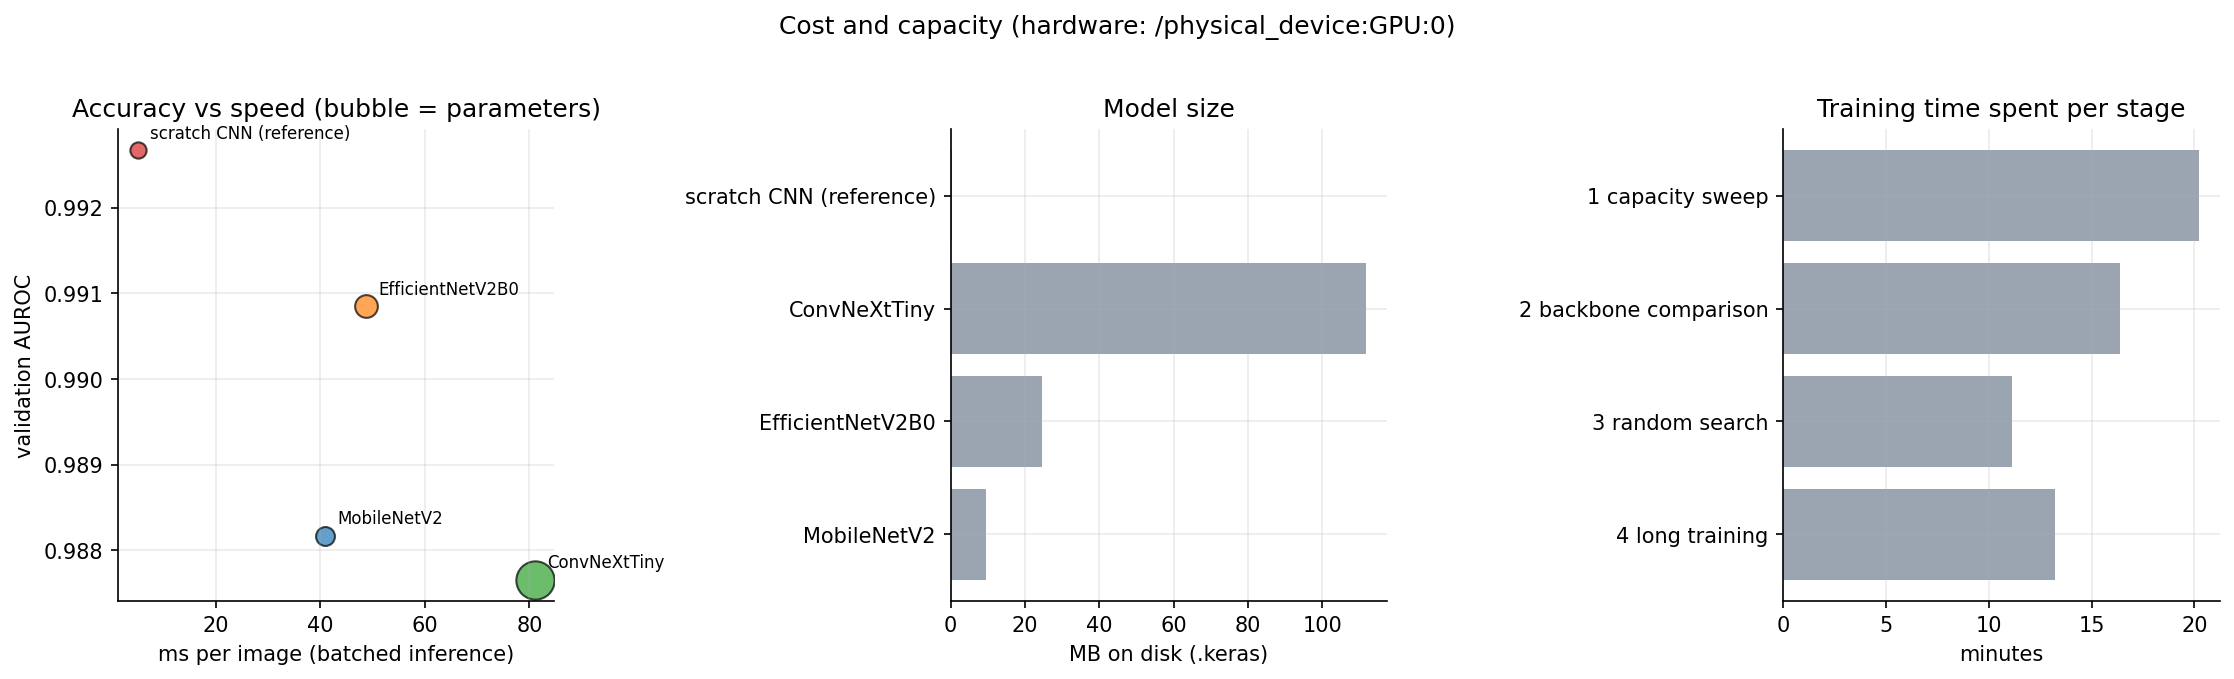 Cost and capacity (hardware: /physical_device:GPU:0)
Accuracy vs speed (bubble = parameters)
scratch CNN (reference)
EfficientNetV2B0
MobileNetV2
ConvNeXtTiny
0.992
0.991
0.990
0.989
0.988
validation AUROC
20 40 60 80
ms per image (batched inference)
Model size
scratch CNN (reference)
ConvNeXtTiny
EfficientNetV2B0
MobileNetV2
0 20 40 60 80 100
MB on disk (.keras)
Training time spent per stage
1 capacity sweep
2 backbone comparison
3 random search
4 long training
0 5 10 15 20
minutes